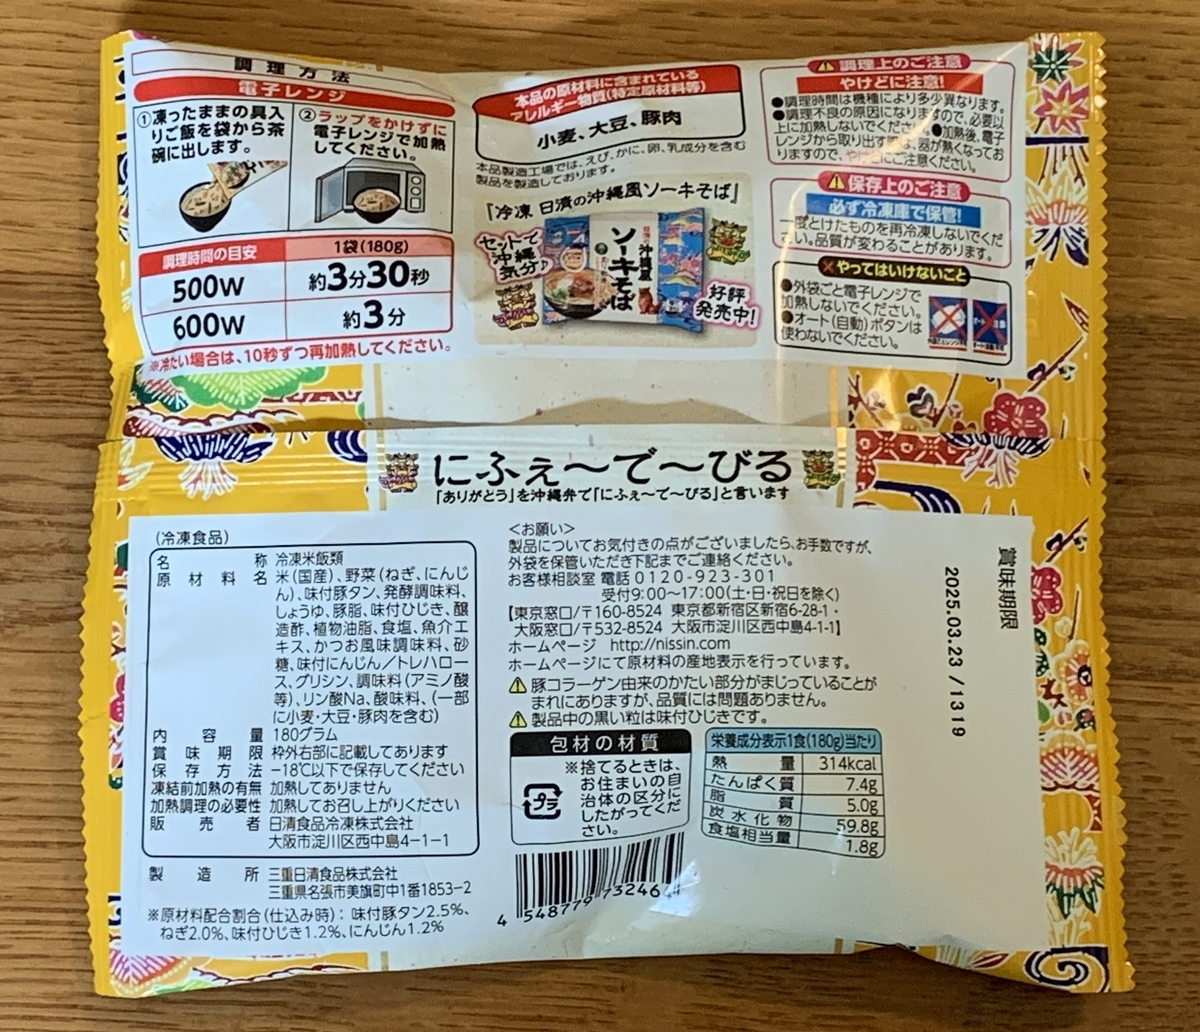 調理方法
電子レンジ
①凍ったままの具入
りご飯を袋から茶
碗に出します。
②ラップをかけずに
電子レンジで加熱
してください。
調理時間の目安
1袋(180g)
500W
約3分30秒
600W
約3分
※冷たい場合は、10秒ずつ再加熱してください。
本品の原材料に含まれている
アレルギー物質(特定原材料等)
小麦、大豆、豚肉
本品製造工場では、えび、かに、卵、乳成分を含む
製品を製造しております。
『冷凍 日清の沖縄風ソーキそば』
セットで
沖縄
気分♪
沖縄風
ソーキそば
好評
発売中!
調理上のご注意
やけどに注意!
●調理時間は機種により多少異なります。
●調理不良の原因になりますので、必要以
上に加熱しないでください。●加熱後、電子
レンジから取り出す際は、器が熱くなってお
りますので、やけどにご注意ください。
保存上のご注意
必ず冷凍庫で保管!
一度とけたものを再冷凍しないでくだ
さい。品質が変わることがあります。
やってはいけないこと
●外袋ごと電子レンジで
加熱しないでください。
●オート(自動)ボタンは
使わないでください。
にふぇ〜で〜びる
「ありがとう」を沖縄弁で「にふぇ〜で〜びる」と言います
(冷凍食品)
名称 冷凍米飯類
原材料名 米(国産)、野菜(ねぎ、にんじ
ん)、味付豚タン、発酵調味料、
しょうゆ、豚脂、味付ひじき、醸
造酢、植物油脂、食塩、魚介エ
キス、かつお風味調味料、砂
糖、味付にんじん/トレハロー
ス、グリシン、調味料(アミノ酸
等)、リン酸Na、酸味料、(一部
に小麦・大豆・豚肉を含む)
内容量 180グラム
賞味期限 枠外右部に記載してあります
保存方法 -18℃以下で保存してください
凍結前加熱の有無 加熱してありません
加熱調理の必要性 加熱してお召し上がりください
販売者 日清食品冷凍株式会社
大阪市淀川区西中島4-1-1
製造所 三重日清食品株式会社
三重県名張市美旗町中1番1853-2
※原材料配合割合(仕込み時): 味付豚タン2.5%、
ねぎ2.0%、味付ひじき1.2%、にんじん1.2%
<お願い>
製品についてお気付きの点がございましたら、お手数ですが、
外袋を保管いただき下記までご連絡ください。
お客様相談室 電話 0120-923-301
受付9:00〜17:00(土・日・祝日を除く)
【東京窓口/〒160-8524 東京都新宿区新宿6-28-1・
大阪窓口/〒532-8524 大阪市淀川区西中島4-1-1】
ホームページ http://nissin.com
ホームページにて原材料の産地表示を行っています。
豚コラーゲン由来のかたい部分がまじっていることが
まれにありますが、品質には問題ありません。
製品中の黒い粒は味付ひじきです。
包材の材質
プラ
※捨てるときは、
お住まいの自
治体の区分に
したがってくだ
さい。
栄養成分表示1食(180g)当たり
熱量 314kcal
たんぱく質 7.4g
脂質 5.0g
炭水化物 59.8g
食塩相当量 1.8g
4 548779 73246
賞味期限
2025.03.23 /1319